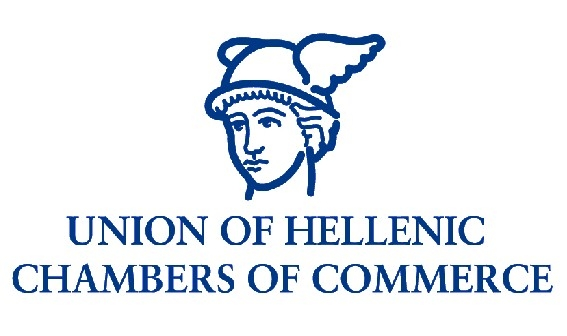 UNION OF HELLENIC
CHAMBERS OF COMMERCE